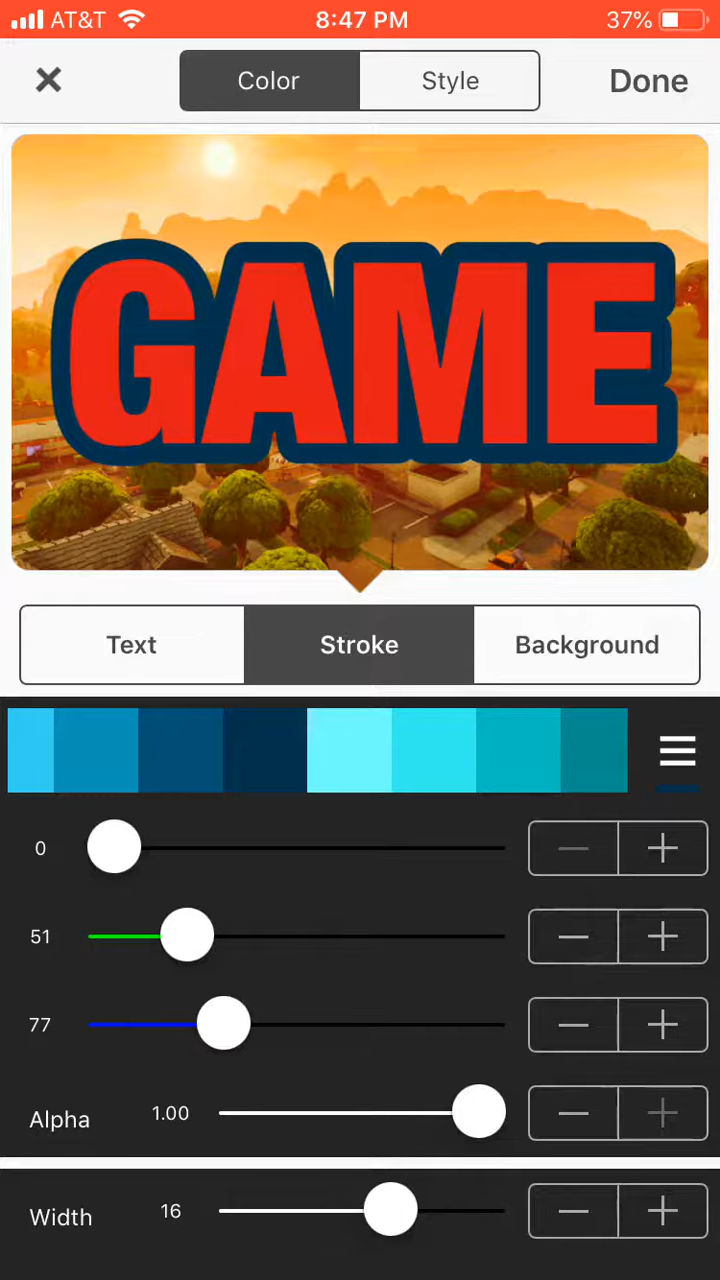 AT&T 8:47 PM 37%
Color Style Done
GAME
Text Stroke Background
0
51
77
Alpha 1.00
Width 16